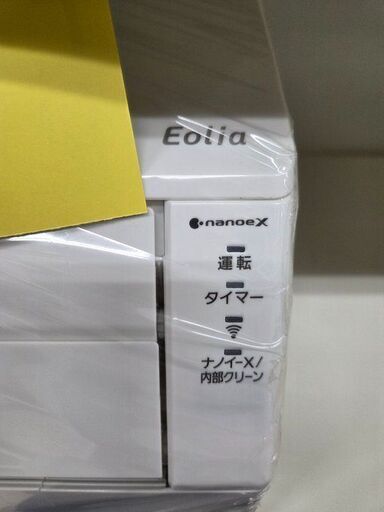 Eolia
nanoeX
運転
タイマー
ナノイーX/
内部クリーン